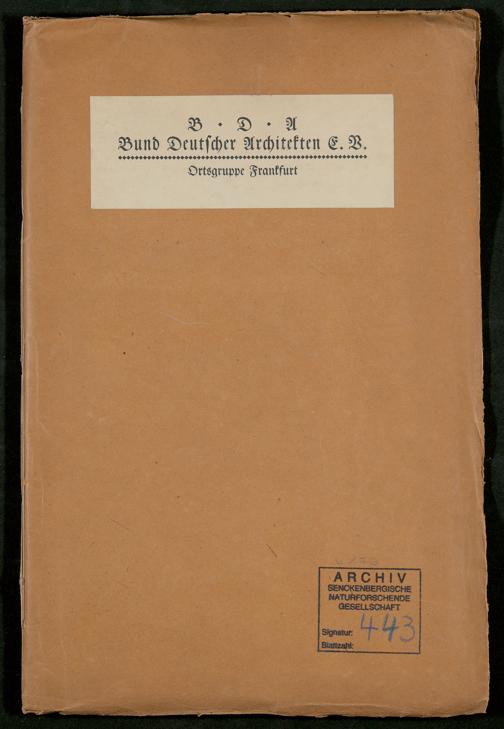 B · D · A
Bund Deutscher Architekten E. V.
Ortsgruppe Frankfurt
ARCHIV
SENCKENBERGISCHE
NATURFORSCHENDE
GESELLSCHAFT
Signatur: 443
Blattzahl: